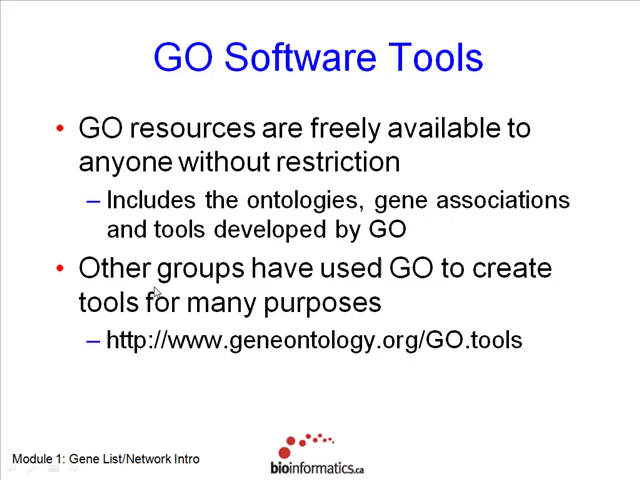 GO Software Tools
• GO resources are freely available to
anyone without restriction
– Includes the ontologies, gene associations
and tools developed by GO
• Other groups have used GO to create
tools for many purposes
– http://www.geneontology.org/GO.tools
Module 1: Gene List/Network Intro
bioinformatics.ca